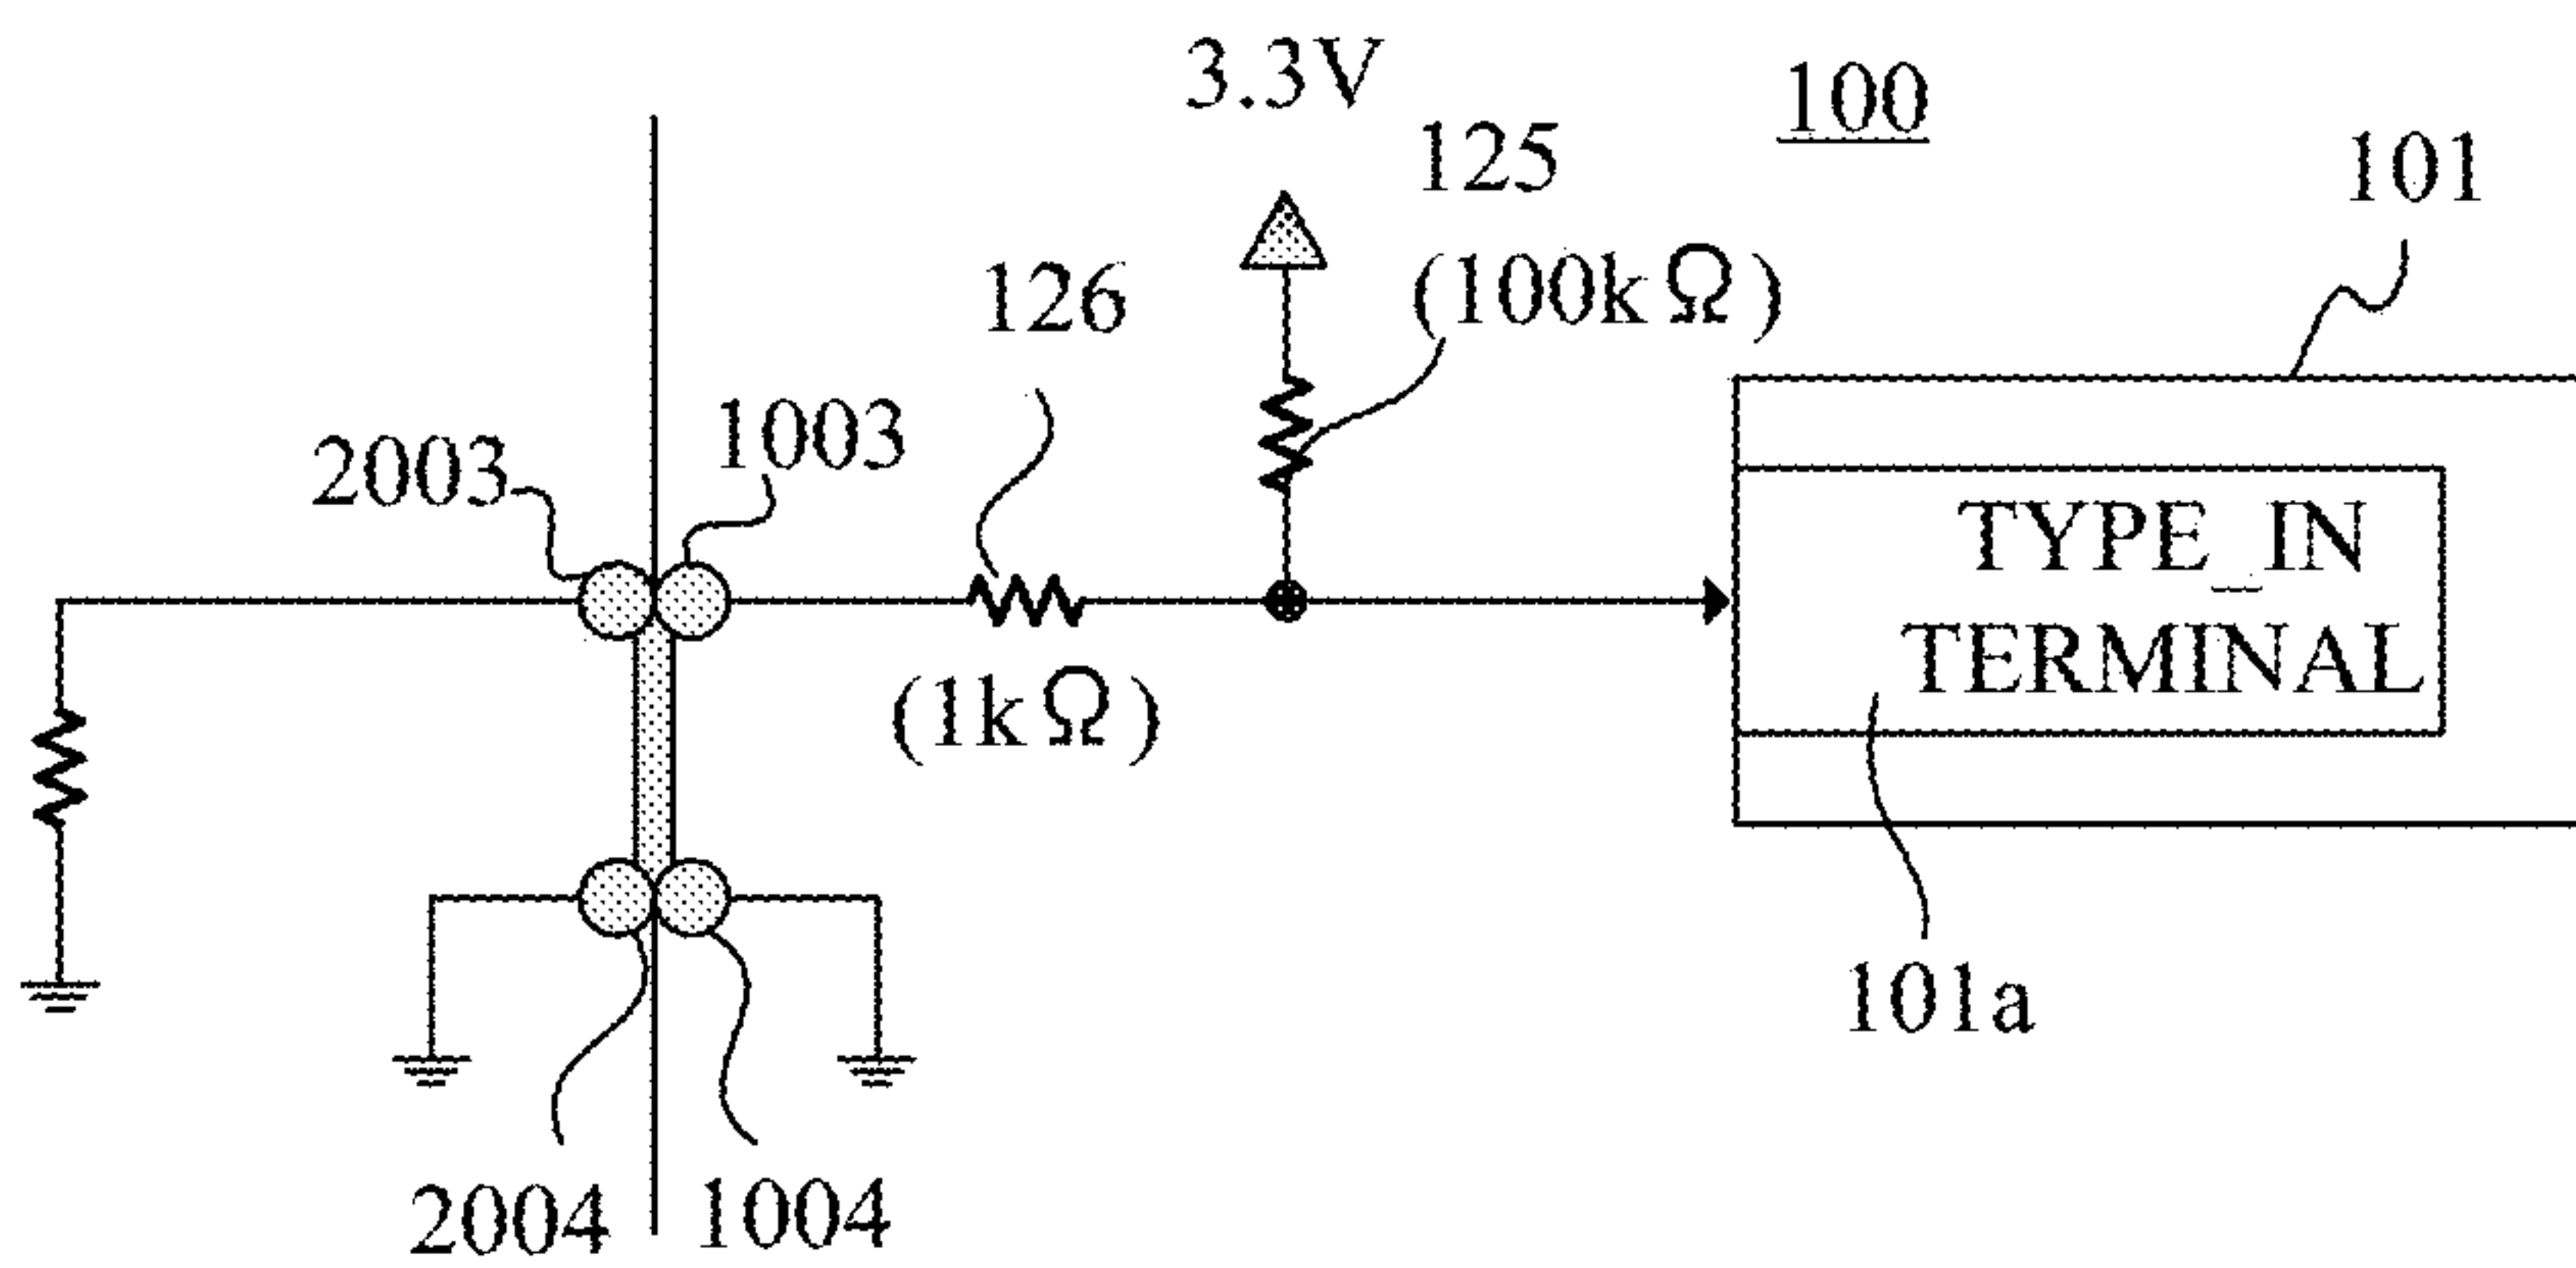 3.3V
100
125
101
(100kΩ)
126
1003
2003
TYPE_IN
TERMINAL
(1kΩ)
101a
2004
1004